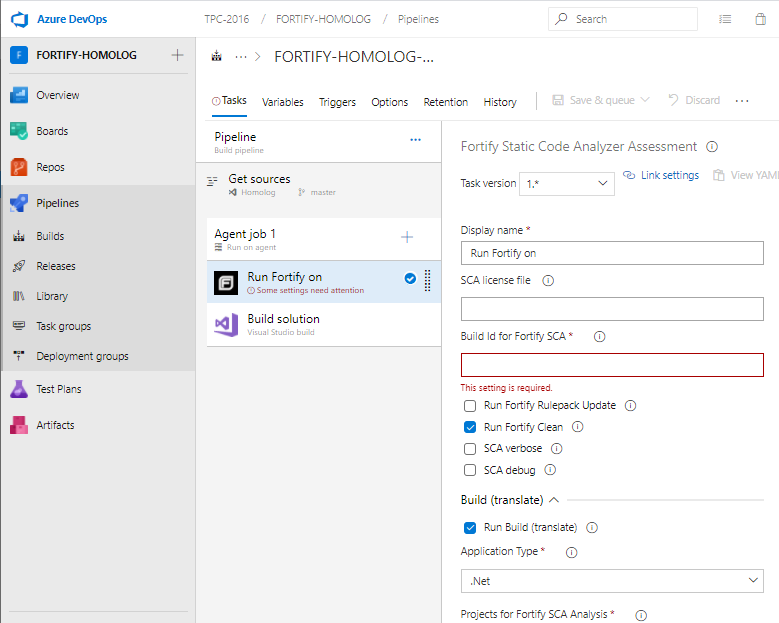 Azure DevOps
TPC-2016 / FORTIFY-HOMOLOG / Pipelines
Search
F FORTIFY-HOMOLOG
Overview
Boards
Repos
Pipelines
Builds
Releases
Library
Task groups
Deployment groups
Test Plans
Artifacts
... > FORTIFY-HOMOLOG-...
Tasks Variables Triggers Options Retention History
Save & queue Discard ...
Pipeline ...
Build pipeline
Get sources
Homolog master
Agent job 1
Run on agent
Run Fortify on
Some settings need attention
Build solution
Visual Studio build
Fortify Static Code Analyzer Assessment
Task version 1.* Link settings View YAM
Display name *
Run Fortify on
SCA license file
Build Id for Fortify SCA *
This setting is required.
Run Fortify Rulepack Update
Run Fortify Clean
SCA verbose
SCA debug
Build (translate)
Run Build (translate)
Application Type *
.Net
Projects for Fortify SCA Analysis *